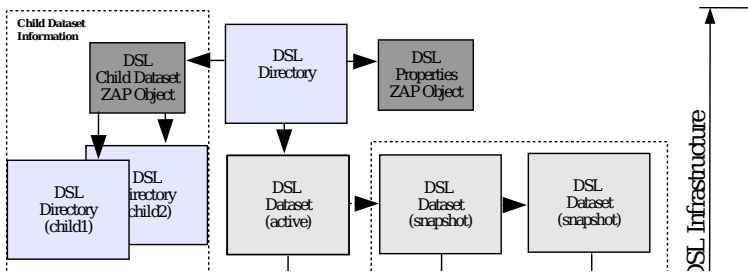 Child Dataset
Information
DSL
Child Dataset
ZAP Object
DSL
Directory
DSL
Properties
ZAP Object
DSL
Directory
(child1)
DSL
irectory
child2)
DSL
Dataset
(active)
DSL
Dataset
(snapshot)
DSL
Dataset
(snapshot)
DSL Infrastructure